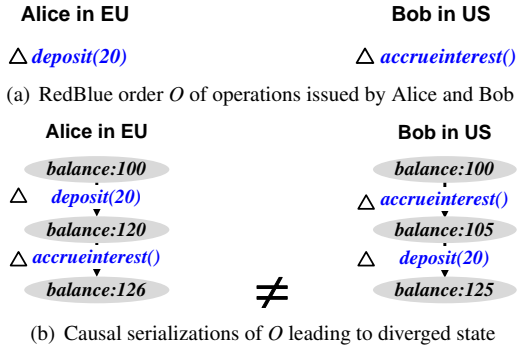 Alice in EU Bob in US
△ deposit(20) △ accrueinterest()
(a) RedBlue order O of operations issued by Alice and Bob
Alice in EU Bob in US
balance:100 balance:100
△ deposit(20) △ accrueinterest()
balance:120 balance:105
△ accrueinterest() △ deposit(20)
balance:126 ≠ balance:125
(b) Causal serializations of O leading to diverged state